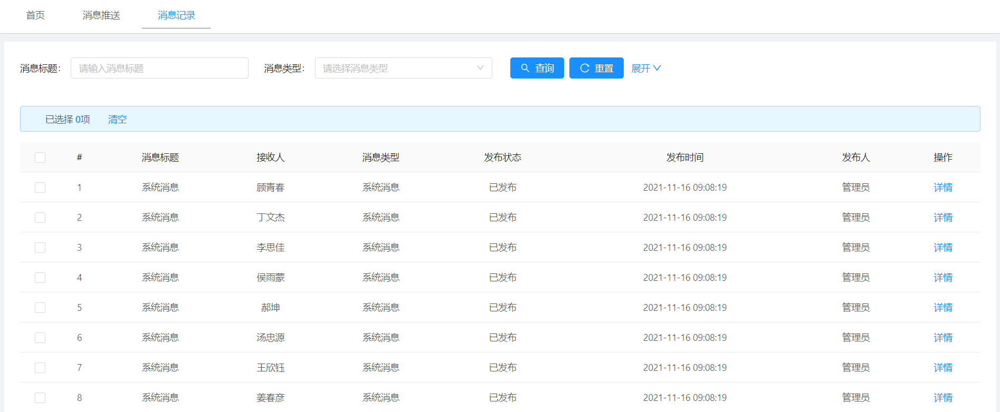 首页 消息推送 消息记录
消息标题： 请输入消息标题 消息类型： 请选择消息类型 查询 重置 展开
已选择 0项 清空
# 消息标题 接收人 消息类型 发布状态 发布时间 发布人 操作
1 系统消息 顾青春 系统消息 已发布 2021-11-16 09:08:19 管理员 详情
2 系统消息 丁文杰 系统消息 已发布 2021-11-16 09:08:19 管理员 详情
3 系统消息 李思佳 系统消息 已发布 2021-11-16 09:08:19 管理员 详情
4 系统消息 侯雨蒙 系统消息 已发布 2021-11-16 09:08:19 管理员 详情
5 系统消息 郝坤 系统消息 已发布 2021-11-16 09:08:19 管理员 详情
6 系统消息 汤忠源 系统消息 已发布 2021-11-16 09:08:19 管理员 详情
7 系统消息 王欣钰 系统消息 已发布 2021-11-16 09:08:19 管理员 详情
8 系统消息 姜春彦 系统消息 已发布 2021-11-16 09:08:19 管理员 详情